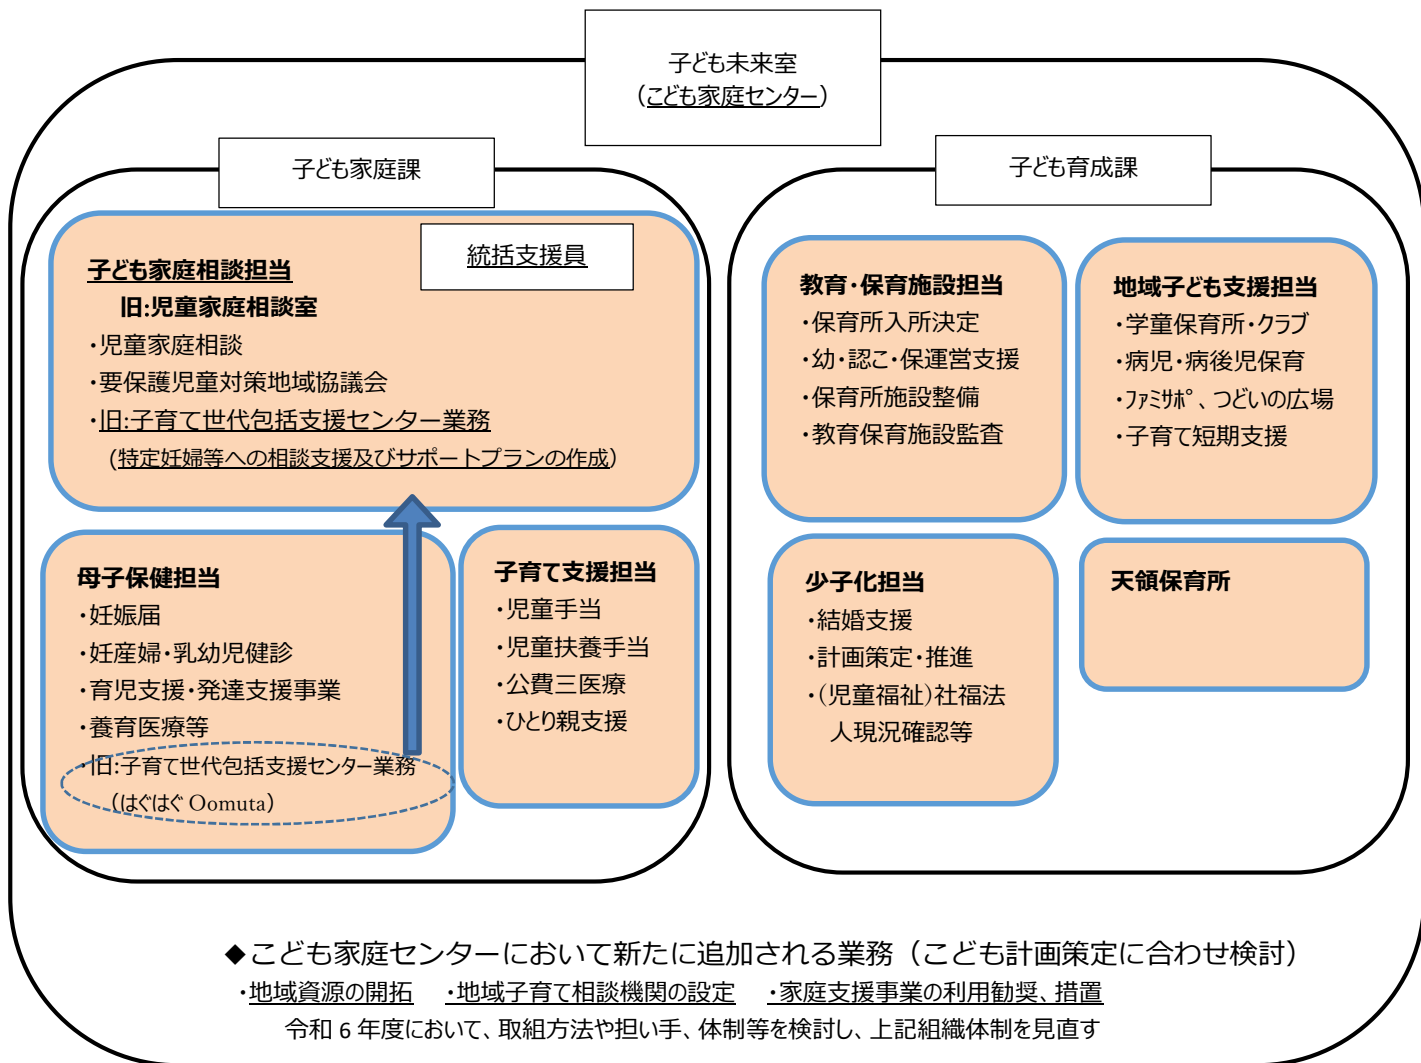 子ども未来室
（こども家庭センター）
子ども家庭課
統括支援員
子ども家庭相談担当
旧:児童家庭相談室
・児童家庭相談
・要保護児童対策地域協議会
・旧:子育て世代包括支援センター業務
(特定妊婦等への相談支援及びサポートプランの作成)
母子保健担当
・妊娠届
・妊産婦・乳幼児健診
・育児支援・発達支援事業
・養育医療等
・旧:子育て世代包括支援センター業務
（はぐはぐ Oomuta）
子育て支援担当
・児童手当
・児童扶養手当
・公費三医療
・ひとり親支援
子ども育成課
教育・保育施設担当
・保育所入所決定
・幼・認こ・保運営支援
・保育所施設整備
・教育保育施設監査
地域子ども支援担当
・学童保育所・クラブ
・病児・病後児保育
・ﾌｧﾐｻﾎﾟ、つどいの広場
・子育て短期支援
少子化担当
・結婚支援
・計画策定・推進
・(児童福祉)社福法
人現況確認等
天領保育所
◆こども家庭センターにおいて新たに追加される業務（こども計画策定に合わせ検討）
・地域資源の開拓　・地域子育て相談機関の設定　・家庭支援事業の利用勧奨、措置
令和 6 年度において、取組方法や担い手、体制等を検討し、上記組織体制を見直す